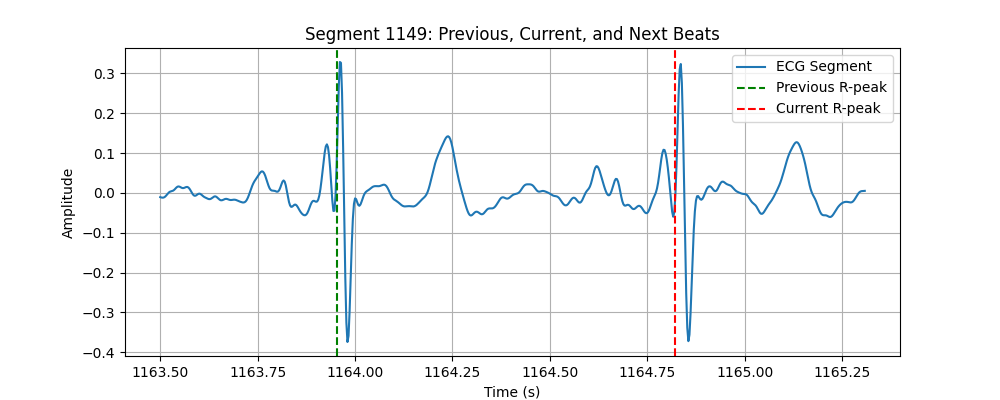 Segment 1149: Previous, Current, and Next Beats
ECG Segment
Previous R-peak
Current R-peak
Amplitude
0.3
0.2
0.1
0.0
−0.1
−0.2
−0.3
−0.4
1163.50 1163.75 1164.00 1164.25 1164.50 1164.75 1165.00 1165.25
Time (s)